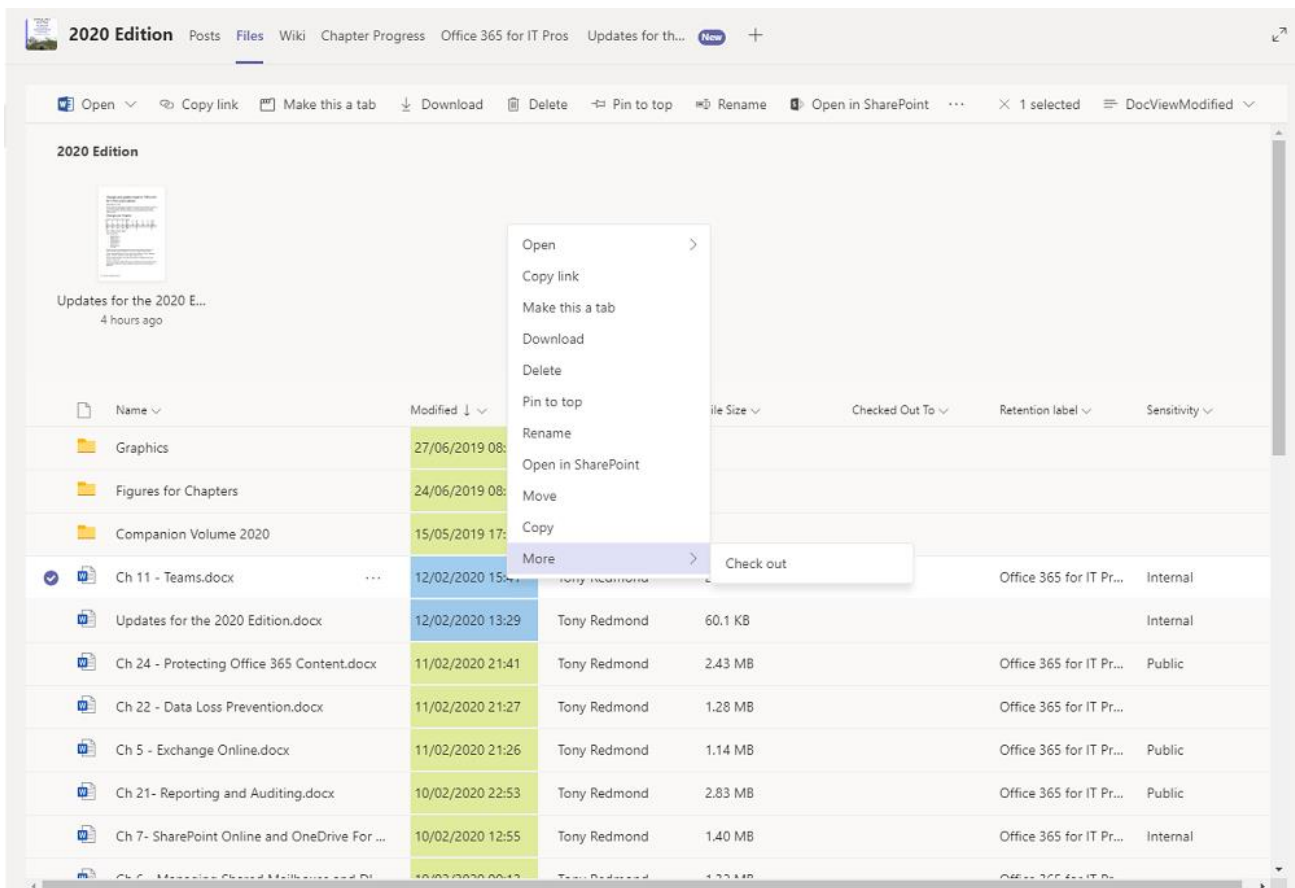 2020 Edition Posts Files Wiki Chapter Progress Office 365 for IT Pros Updates for th... New
Open Copy link Make this a tab Download Delete Pin to top Rename Open in SharePoint ... 1 selected DocViewModified
2020 Edition
Updates for the 2020 E...
4 hours ago
Open
Copy link
Make this a tab
Download
Delete
Pin to top
Rename
Open in SharePoint
Move
Copy
More
Check out
Name Modified ile Size Checked Out To Retention label Sensitivity
Graphics 27/06/2019 08:
Figures for Chapters 24/06/2019 08:
Companion Volume 2020 15/05/2019 17:
Ch 11 - Teams.docx ... 12/02/2020 15:41 Tony Redmond Office 365 for IT Pr... Internal
Updates for the 2020 Edition.docx 12/02/2020 13:29 Tony Redmond 60.1 KB Internal
Ch 24 - Protecting Office 365 Content.docx 11/02/2020 21:41 Tony Redmond 2.43 MB Office 365 for IT Pr... Public
Ch 22 - Data Loss Prevention.docx 11/02/2020 21:27 Tony Redmond 1.28 MB Office 365 for IT Pr...
Ch 5 - Exchange Online.docx 11/02/2020 21:26 Tony Redmond 1.14 MB Office 365 for IT Pr... Public
Ch 21- Reporting and Auditing.docx 10/02/2020 22:53 Tony Redmond 2.83 MB Office 365 for IT Pr... Public
Ch 7- SharePoint Online and OneDrive For ... 10/02/2020 12:55 Tony Redmond 1.40 MB Office 365 for IT Pr... Internal